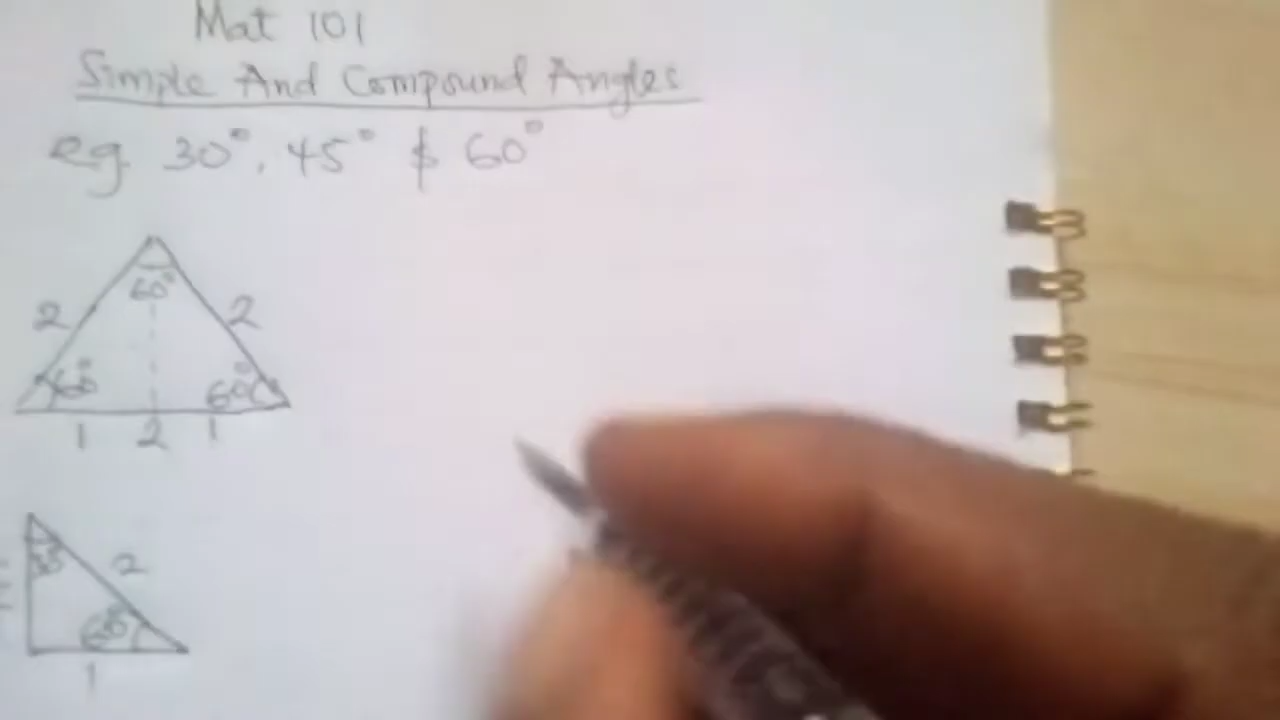 Mat 101
Simple And Compound Angles
eg 30°, 45° $ 60°
60°
2 2
60° 60°
1 2 1
2
60°
1